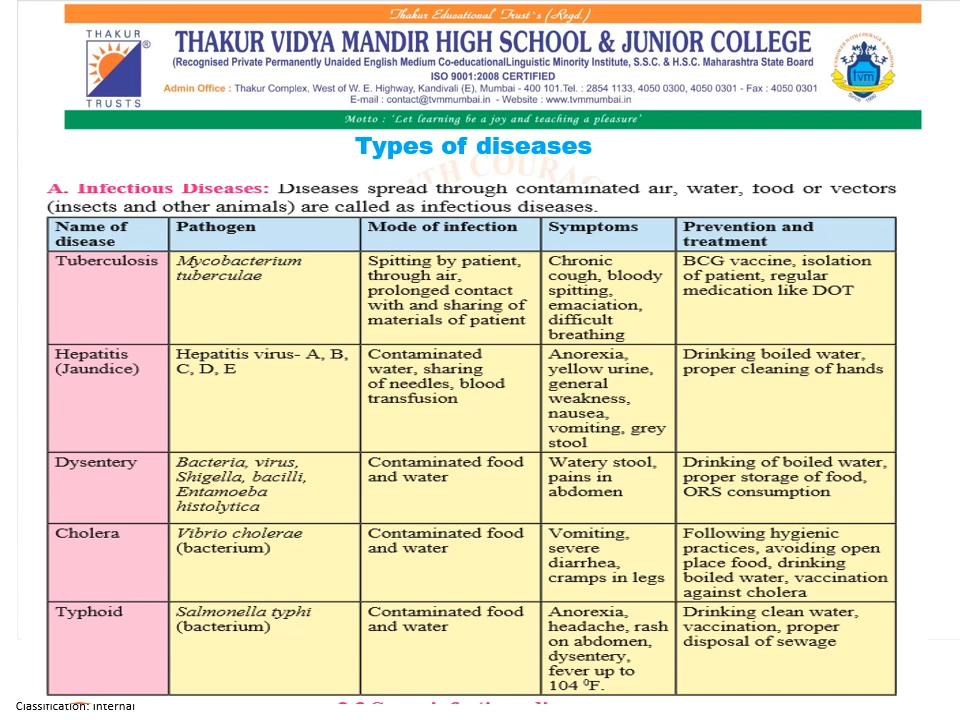 Thakur Educational Trust's (Regd.)
THAKUR
TRUSTS
®
THAKUR VIDYA MANDIR HIGH SCHOOL & JUNIOR COLLEGE
(Recognised Private Permanently Unaided English Medium Co-educationalLinguistic Minority Institute, S.S.C. & H.S.C. Maharashtra State Board
ISO 9001:2008 CERTIFIED
Admin Office : Thakur Complex, West of W. E. Highway, Kandivali (E), Mumbai - 400 101.Tel. : 2854 1133, 4050 0300, 4050 0301 - Fax : 4050 0301
E-mail : contact@tvmmumbai.in - Website : www.tvmmumbai.in
tvm
Motto : 'Let learning be a joy and teaching a pleasure'
Types of diseases
A. Infectious Diseases: Diseases spread through contaminated air, water, food or vectors
(insects and other animals) are called as infectious diseases.
Name of
disease
Pathogen
Mode of infection
Symptoms
Prevention and
treatment
Tuberculosis
Mycobacterium
tuberculae
Spitting by patient,
through air,
prolonged contact
with and sharing of
materials of patient
Chronic
cough, bloody
spitting,
emaciation,
difficult
breathing
BCG vaccine, isolation
of patient, regular
medication like DOT
Hepatitis
(Jaundice)
Hepatitis virus- A, B,
C, D, E
Contaminated
water, sharing
of needles, blood
transfusion
Anorexia,
yellow urine,
general
weakness,
nausea,
vomiting, grey
stool
Drinking boiled water,
proper cleaning of hands
Dysentery
Bacteria, virus,
Shigella, bacilli,
Entamoeba
histolytica
Contaminated food
and water
Watery stool,
pains in
abdomen
Drinking of boiled water,
proper storage of food,
ORS consumption
Cholera
Vibrio cholerae
(bacterium)
Contaminated food
and water
Vomiting,
severe
diarrhea,
cramps in legs
Following hygienic
practices, avoiding open
place food, drinking
boiled water, vaccination
against cholera
Typhoid
Salmonella typhi
(bacterium)
Contaminated food
and water
Anorexia,
headache, rash
on abdomen,
dysentery,
fever up to
104 ⁰F.
Drinking clean water,
vaccination, proper
disposal of sewage
Classification: Internal